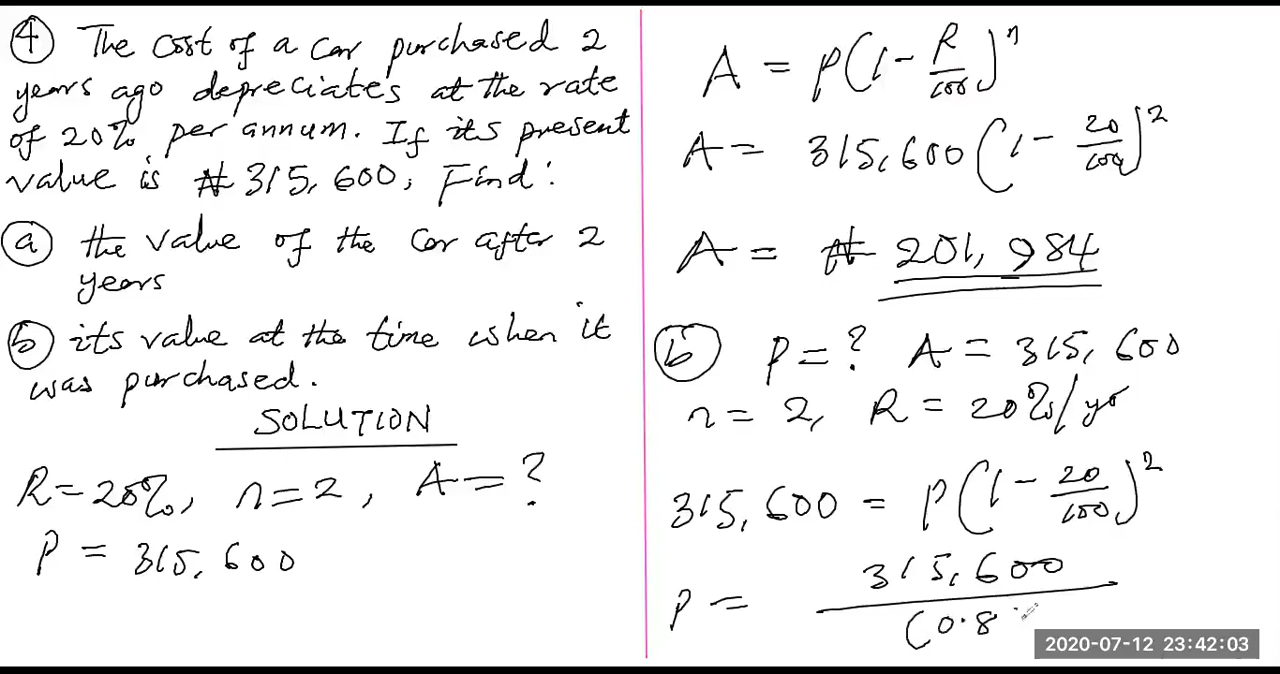 ④ The cost of a car purchased 2
years ago depreciates at the rate
of 20% per annum. If its present
value is ₦ 315,600, Find:
ⓐ the value of the car after 2
years
ⓑ its value at the time when it
was purchased.
SOLUTION
R = 20%, n = 2, A = ?
P = 315,600
A = P(1 - R/100)^n
A = 315,600 (1 - 20/100)^2
A = ₦ 201,984
ⓑ P = ? A = 315,600
n = 2, R = 20%/yr
315,600 = P(1 - 20/100)^2
P = 315,600/(0.8
2020-07-12 23:42:03